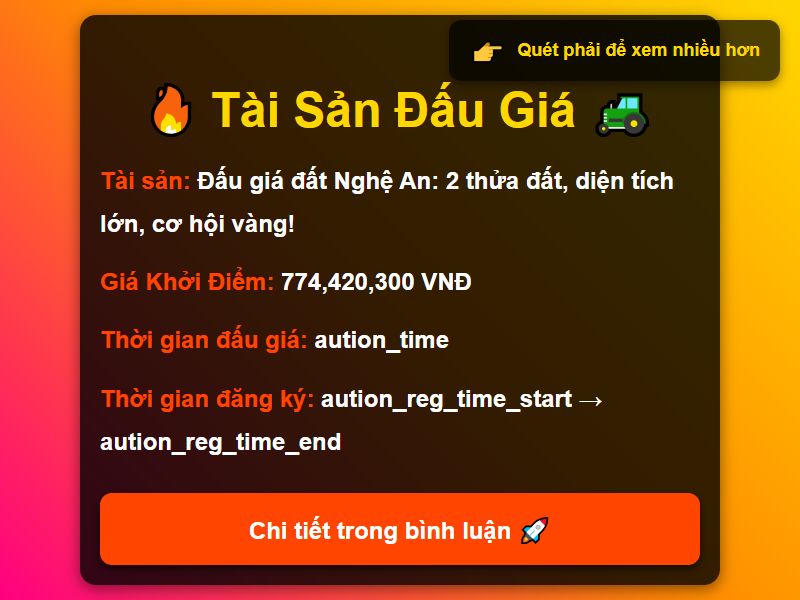 👉 Quét phải để xem nhiều hơn
🔥 Tài Sản Đấu Giá 🚜
Tài sản: Đấu giá đất Nghệ An: 2 thửa đất, diện tích
lớn, cơ hội vàng!
Giá Khởi Điểm: 774,420,300 VNĐ
Thời gian đấu giá: aution_time
Thời gian đăng ký: aution_reg_time_start →
aution_reg_time_end
Chi tiết trong bình luận 🚀